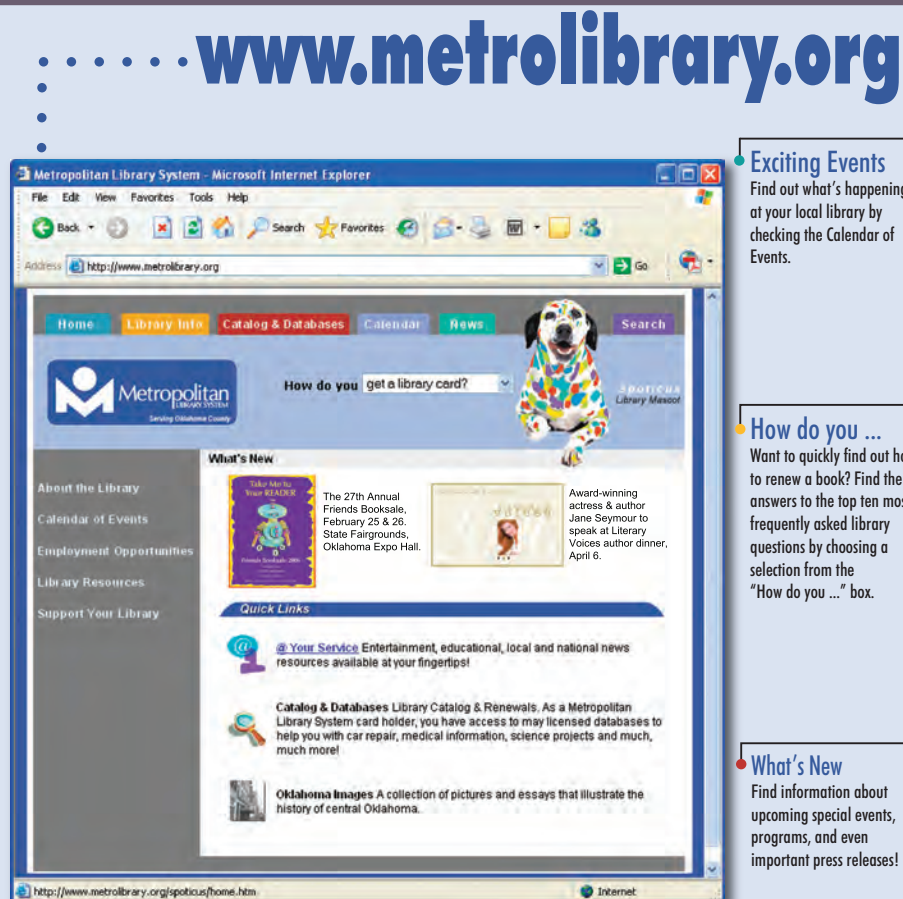 www.metrolibrary.org
Metropolitan Library System - Microsoft Internet Explorer
File Edit View Favorites Tools Help
Back Search Favorites
Address http://www.metrolibrary.org Go
Home Library Info Catalog & Databases Calendar News Search
Metropolitan
LIBRARY SYSTEM
Serving Oklahoma County
How do you get a library card?
Spoticus
Library Mascot
About the Library
Calendar of Events
Employment Opportunities
Library Resources
Support Your Library
What's New
Take Me to
Your READER
Friends Booksale 2005
The 27th Annual
Friends Booksale,
February 25 & 26.
State Fairgrounds,
Oklahoma Expo Hall.
Award-winning
actress & author
Jane Seymour to
speak at Literary
Voices author dinner,
April 6.
Quick Links
@ Your Service Entertainment, educational, local and national news
resources available at your fingertips!
Catalog & Databases Library Catalog & Renewals. As a Metropolitan
Library System card holder, you have access to may licensed databases to
help you with car repair, medical information, science projects and much,
much more!
Oklahoma Images A collection of pictures and essays that illustrate the
history of central Oklahoma.
http://www.metrolibrary.org/spoticus/home.htm Internet
Exciting Events
Find out what's happening
at your local library by
checking the Calendar of
Events.
How do you ...
Want to quickly find out
to renew a book? Find the
answers to the top ten
frequently asked library
questions by choosing a
selection from the
"How do you ..." box.
What's New
Find information about
upcoming special events,
programs, and even
important press releases!